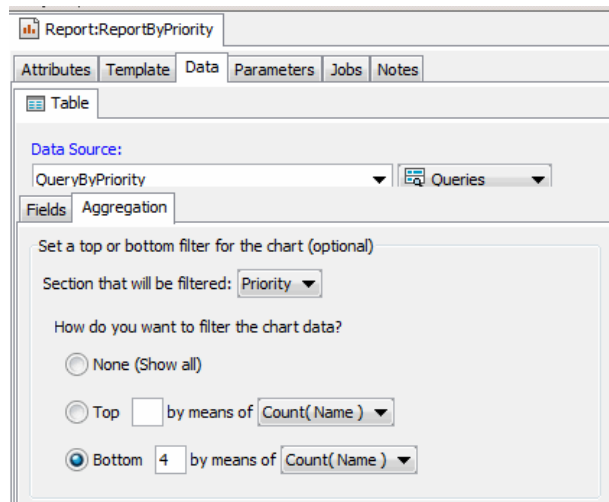 Report:ReportByPriority
Attributes Template Data Parameters Jobs Notes
Table
Data Source:
QueryByPriority Queries
Fields Aggregation
Set a top or bottom filter for the chart (optional)
Section that will be filtered: Priority
How do you want to filter the chart data?
None (Show all)
Top by means of Count( Name )
Bottom 4 by means of Count( Name )